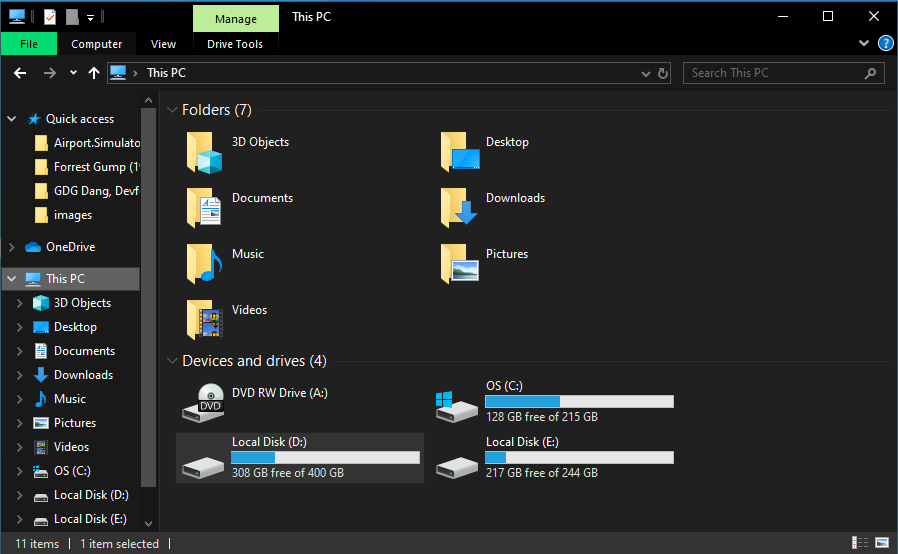 Manage
This PC
File
Computer
View
Drive Tools
This PC
Search This PC
Quick access
Airport.Simulato
Forrest Gump (1
GDG Dang, Devf
images
OneDrive
This PC
3D Objects
Desktop
Documents
Downloads
Music
Pictures
Videos
OS (C:)
Local Disk (D:)
Local Disk (E:)
Folders (7)
3D Objects
Desktop
Documents
Downloads
Music
Pictures
Videos
Devices and drives (4)
DVD
DVD RW Drive (A:)
OS (C:)
128 GB free of 215 GB
Local Disk (D:)
308 GB free of 400 GB
Local Disk (E:)
217 GB free of 244 GB
11 items
1 item selected